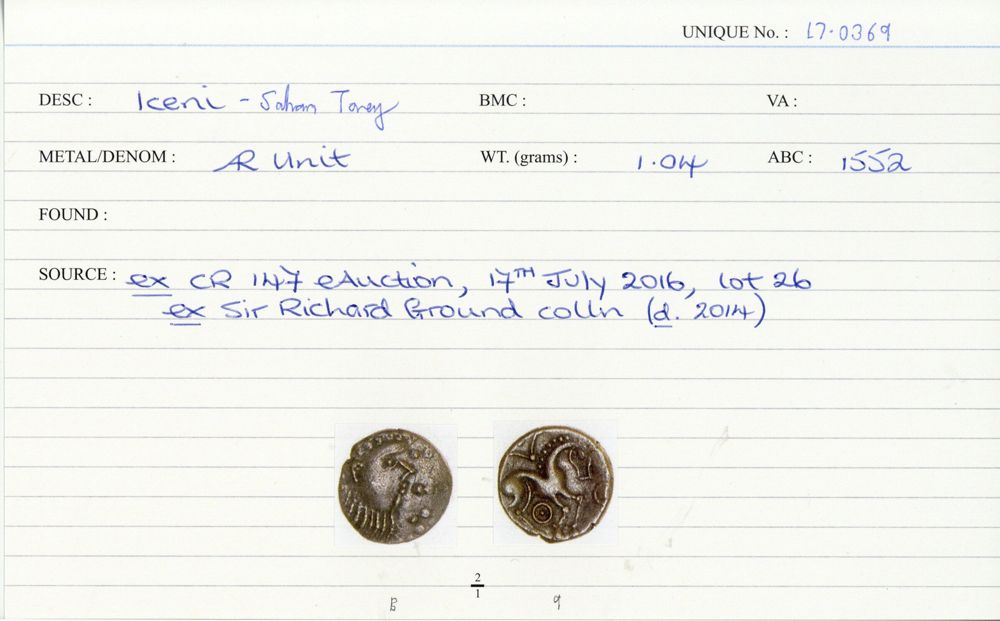 UNIQUE No. : 17·0369
DESC : Iceni - Saham Toney BMC : VA :
METAL/DENOM : AR Unit WT. (grams) : 1.04 ABC : 1552
FOUND :
SOURCE : ex CR 147 eAuction, 17TH July 2016, lot 26
ex Sir Richard Ground colln (d. 2014)
2
1